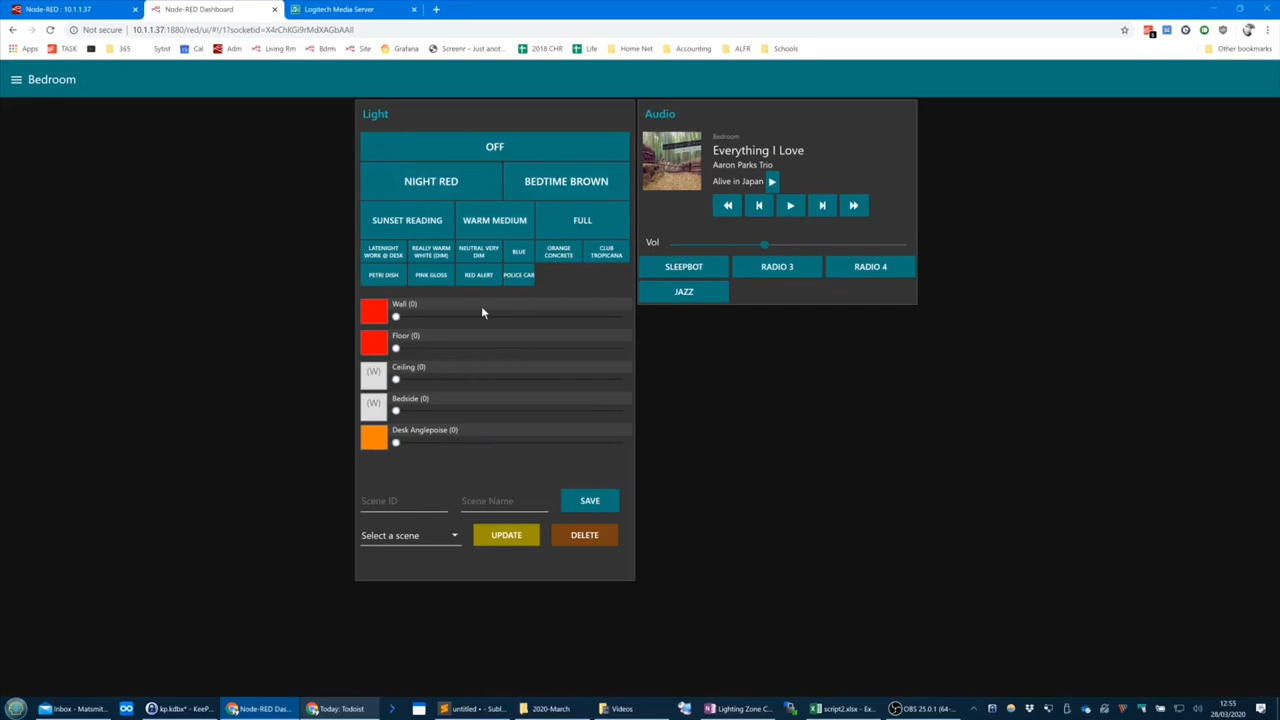 Node-RED : 10.1.1.37
Node-RED Dashboard
Logitech Media Server
Not secure
10.1.1.37:1880/red/ui/#!/1?socketid=X4rChKGi9rMdXAGbAAII
Apps
TASK
365
Sytist
Cal
Adm
Living Rm
Bdrm
Site
Grafana
Screenr – Just anot...
2018 CHR
Life
Home Net
Accounting
ALFR
Schools
Other bookmarks
Bedroom
Light
OFF
NIGHT RED
BEDTIME BROWN
SUNSET READING
WARM MEDIUM
FULL
LATENIGHT
WORK @ DESK
REALLY WARM
WHITE (DIM)
NEUTRAL VERY
DIM
BLUE
ORANGE
CONCRETE
CLUB
TROPICANA
PETRI DISH
PINK GLOSS
RED ALERT
POLICE CAR
Wall (0)
Floor (0)
(W)
Ceiling (0)
(W)
Bedside (0)
Desk Anglepoise (0)
Scene ID
Scene Name
SAVE
Select a scene
UPDATE
DELETE
Audio
Bedroom
Everything I Love
Aaron Parks Trio
Alive in Japan
Vol
SLEEPBOT
RADIO 3
RADIO 4
JAZZ
Inbox - Matsmit...
kp.kdbx* - KeeP...
Node-RED Das...
Today: Todoist
untitled • - Subl...
2020-March
Videos
Lighting Zone C...
script2.xlsx - Ex...
OBS 25.0.1 (64-...
12:55
28/03/2020